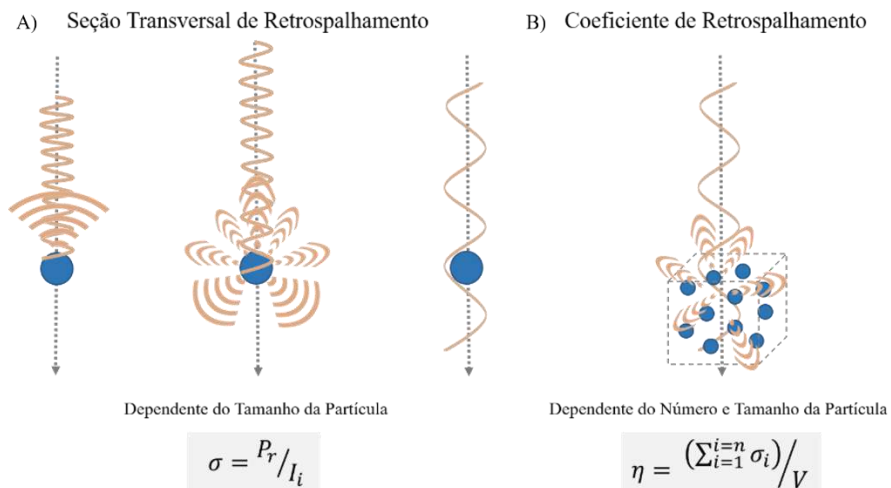 A) Seção Transversal de Retrospalhamento
B) Coeficiente de Retrospalhamento
Dependente do Tamanho da Partícula
Dependente do Número e Tamanho da Partícula
σ = P_r/I_i
η = (∑_{i=1}^{i=n} σ_i)/V